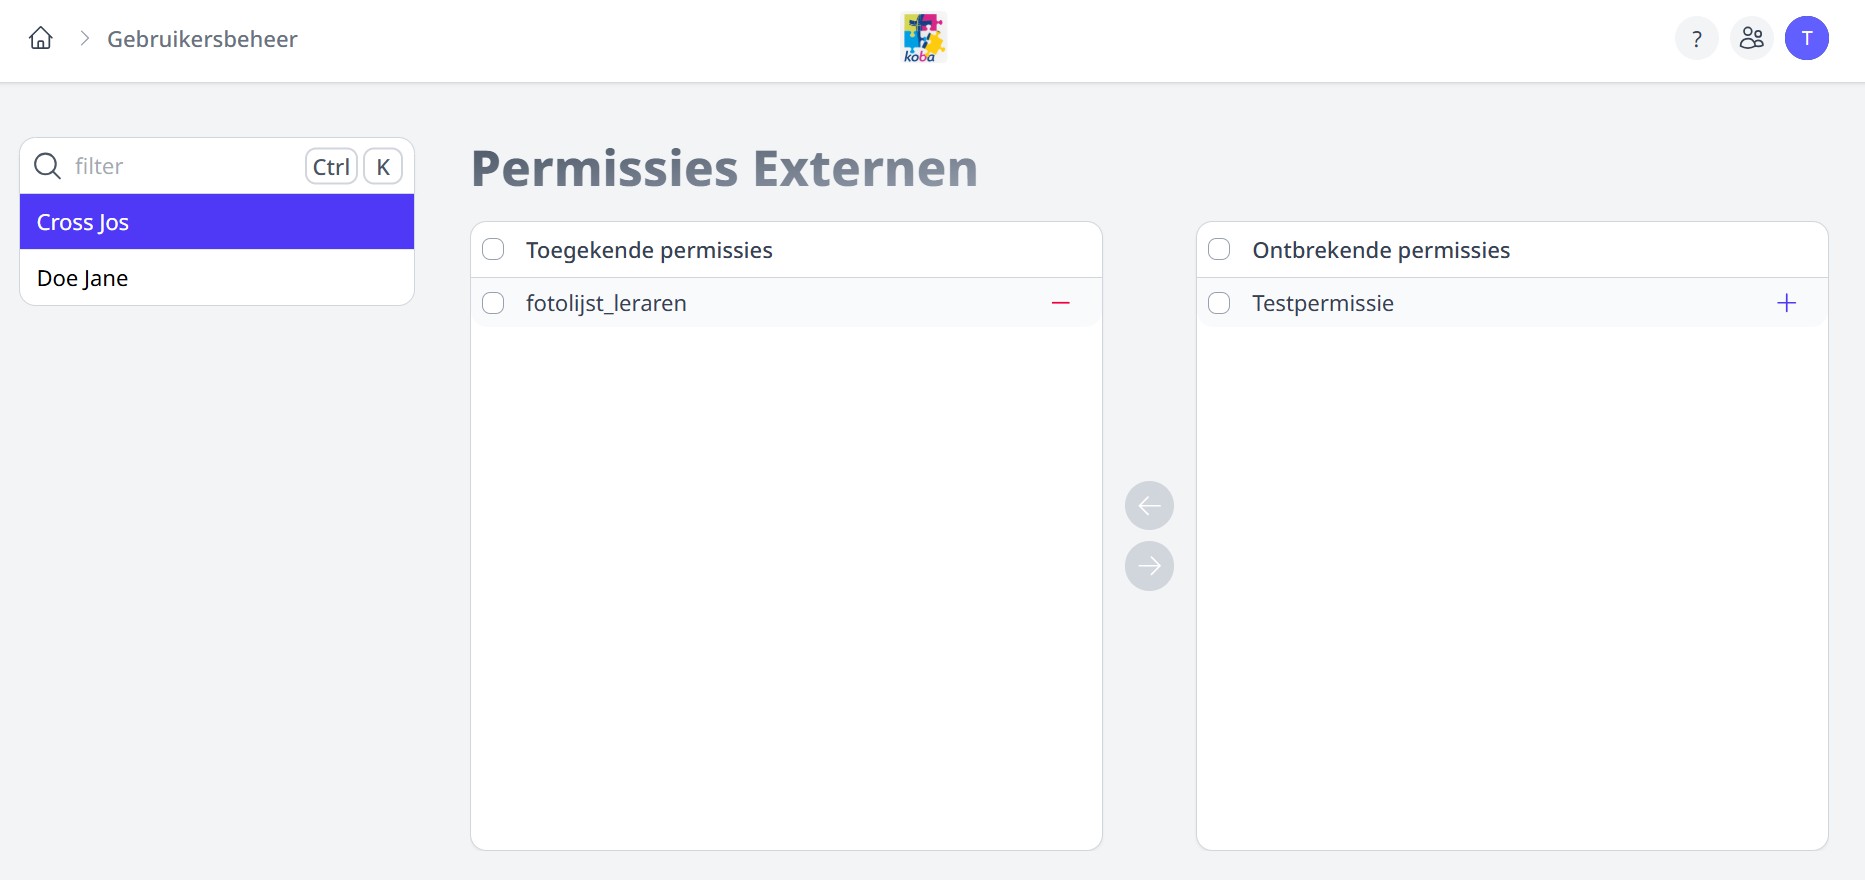 Gebruikersbeheer
koba
?
T
filter
Ctrl
K
Cross Jos
Doe Jane
Permissies Externen
Toegekende permissies
fotolijst_leraren
Ontbrekende permissies
Testpermissie